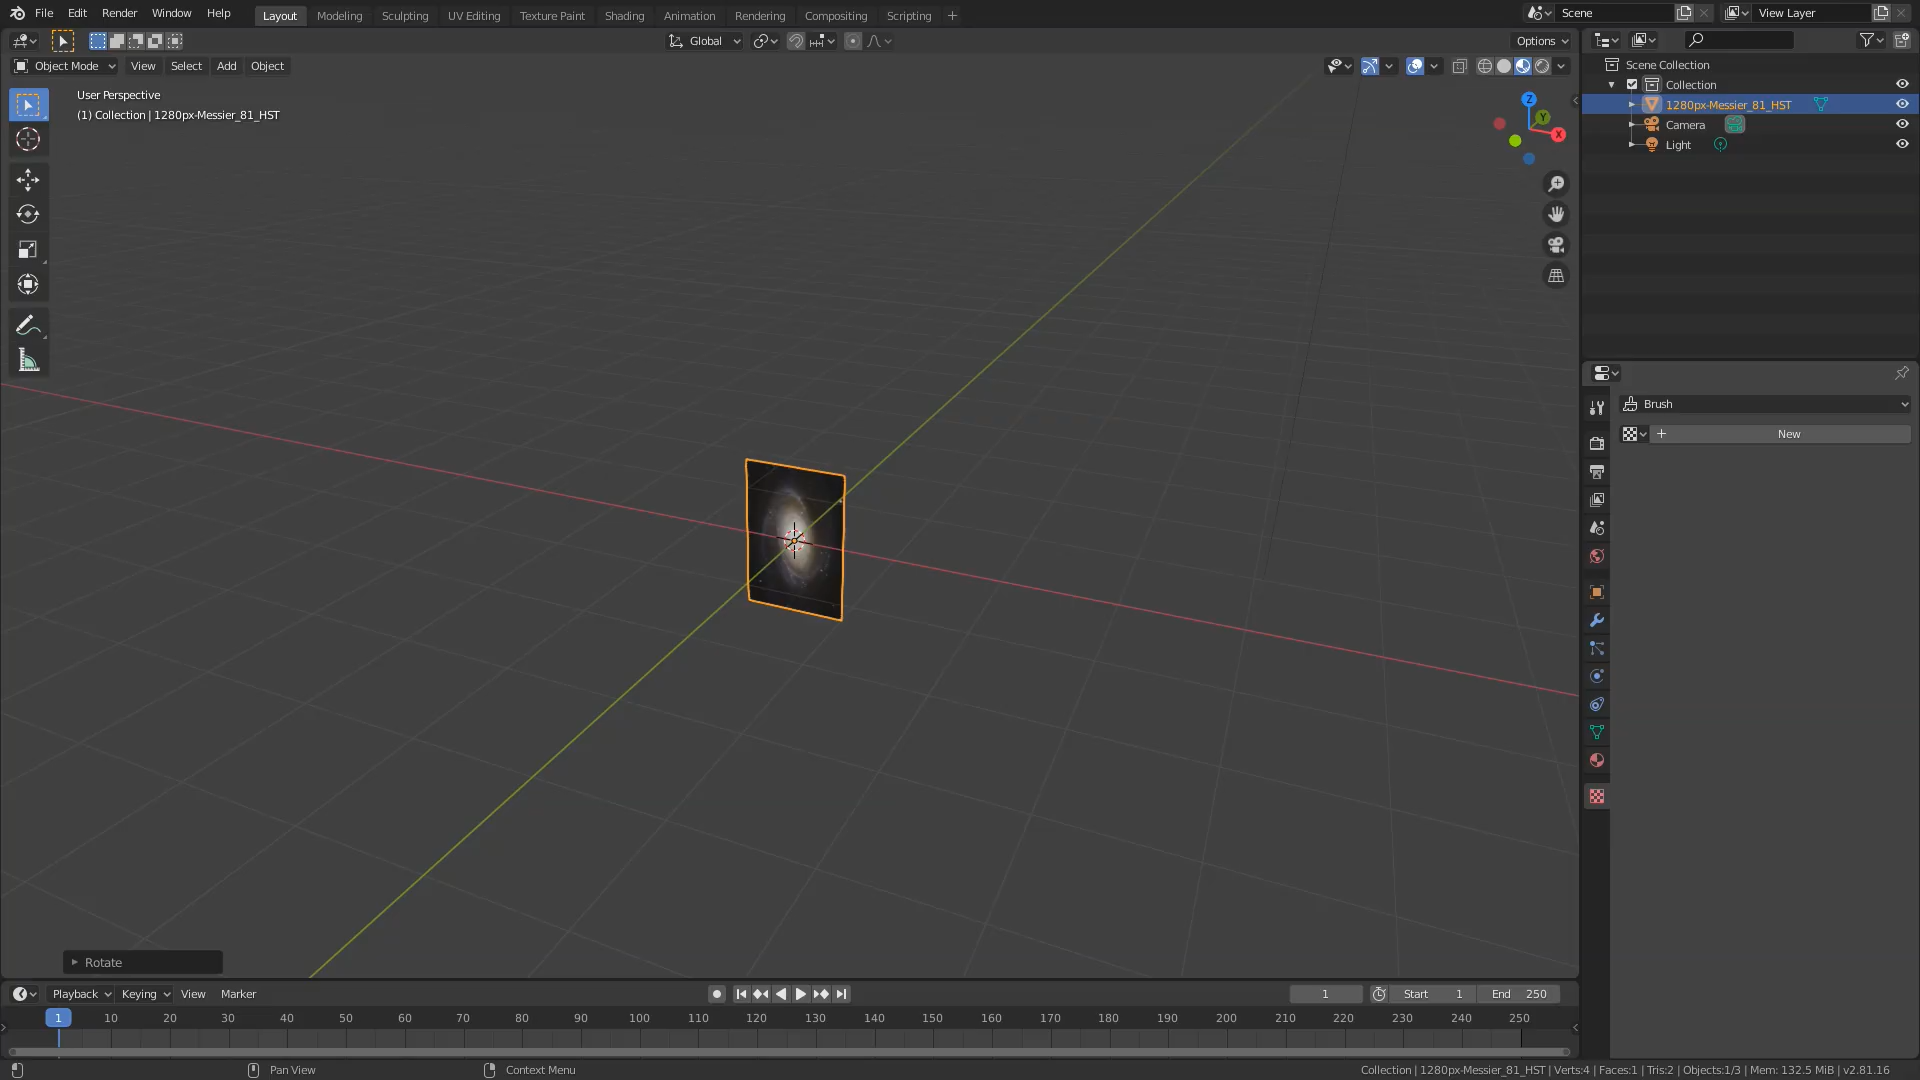 File Edit Render Window Help
Layout Modeling Sculpting UV Editing Texture Paint Shading Animation Rendering Compositing Scripting +
Scene View Layer
Global Options
Object Mode View Select Add Object
User Perspective
(1) Collection | 1280px-Messier_81_HST
Z
Y
X
Scene Collection
Collection
1280px-Messier_81_HST
Camera
Light
Brush
+ New
Rotate
Playback Keying View Marker 1 Start 1 End 250
1 10 20 30 40 50 60 70 80 90 100 110 120 130 140 150 160 170 180 190 200 210 220 230 240 250
Pan View Context Menu Collection | 1280px-Messier_81_HST | Verts:4 | Faces:1 | Tris:2 | Objects:1/3 | Mem: 132.5 MiB | v2.81.16